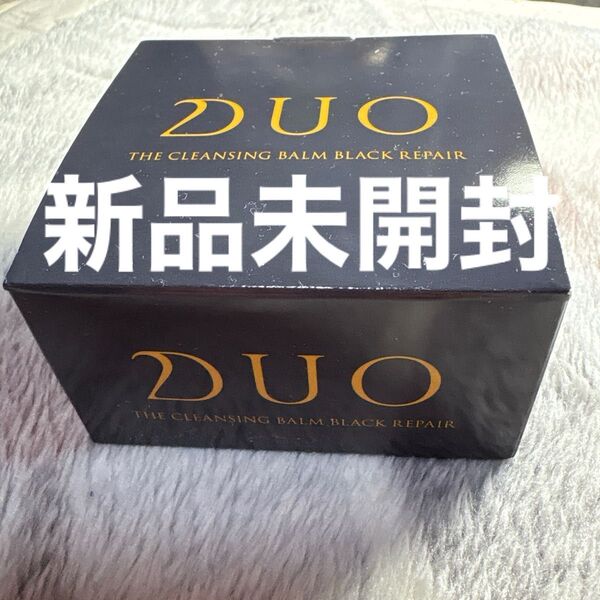 DUO
THE CLEANSING BALM BLACK REPAIR
新品未開封
DUO
THE CLEANSING BALM BLACK REPAIR